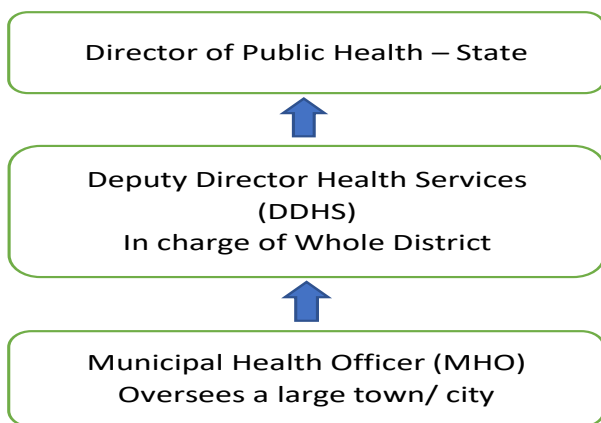 Director of Public Health – State
Deputy Director Health Services
(DDHS)
In charge of Whole District
Municipal Health Officer (MHO)
Oversees a large town/ city